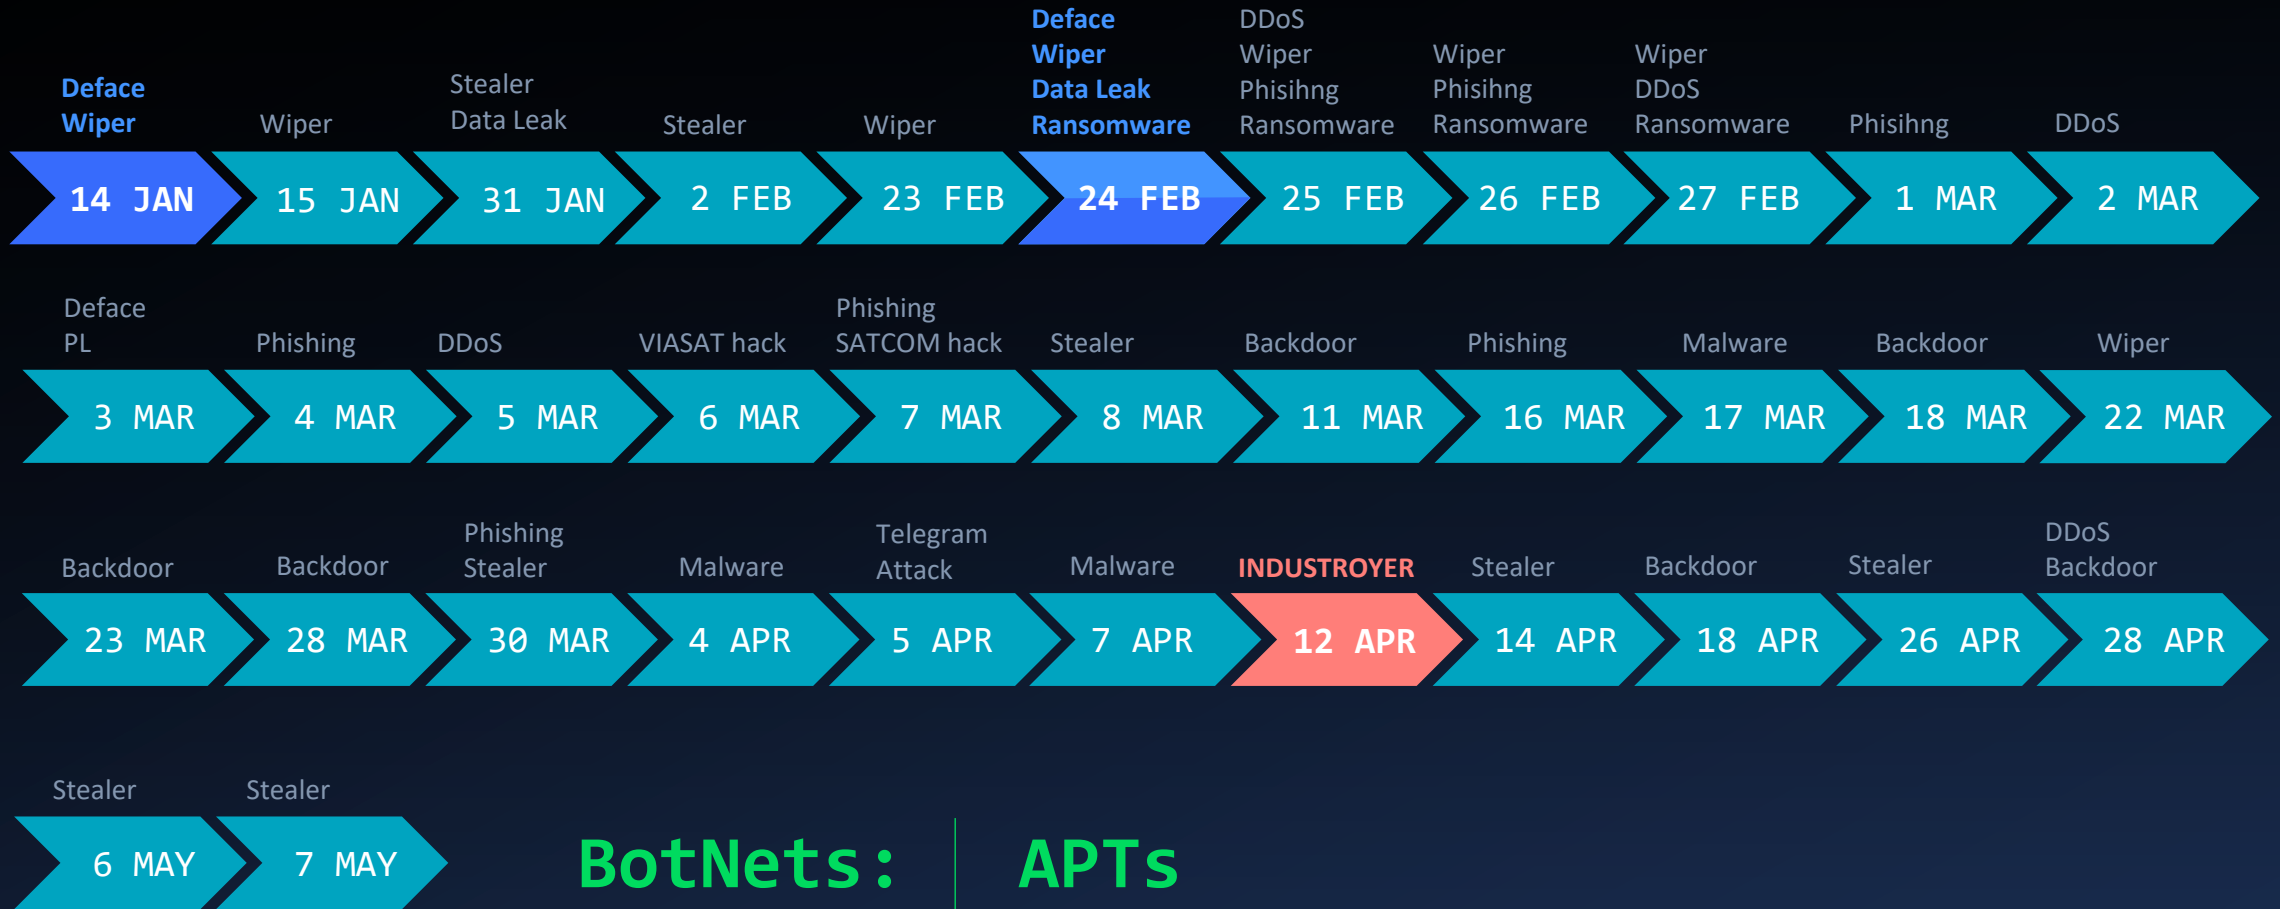 Deface
Wiper
14 JAN
Wiper
15 JAN
Stealer
Data Leak
31 JAN
Stealer
2 FEB
Wiper
23 FEB
Deface
Wiper
Data Leak
Ransomware
24 FEB
DDoS
Wiper
Phisihng
Ransomware
25 FEB
Wiper
Phisihng
Ransomware
26 FEB
Wiper
DDoS
Ransomware
27 FEB
Phisihng
1 MAR
DDoS
2 MAR
Deface
PL
3 MAR
Phishing
4 MAR
DDoS
5 MAR
VIASAT hack
6 MAR
Phishing
SATCOM hack
7 MAR
Stealer
8 MAR
Backdoor
11 MAR
Phishing
16 MAR
Malware
17 MAR
Backdoor
18 MAR
Wiper
22 MAR
Backdoor
23 MAR
Backdoor
28 MAR
Phishing
Stealer
30 MAR
Malware
4 APR
Telegram
Attack
5 APR
Malware
7 APR
INDUSTROYER
12 APR
Stealer
14 APR
Backdoor
18 APR
Stealer
26 APR
DDoS
Backdoor
28 APR
Stealer
6 MAY
Stealer
7 MAY
BotNets:
APTs